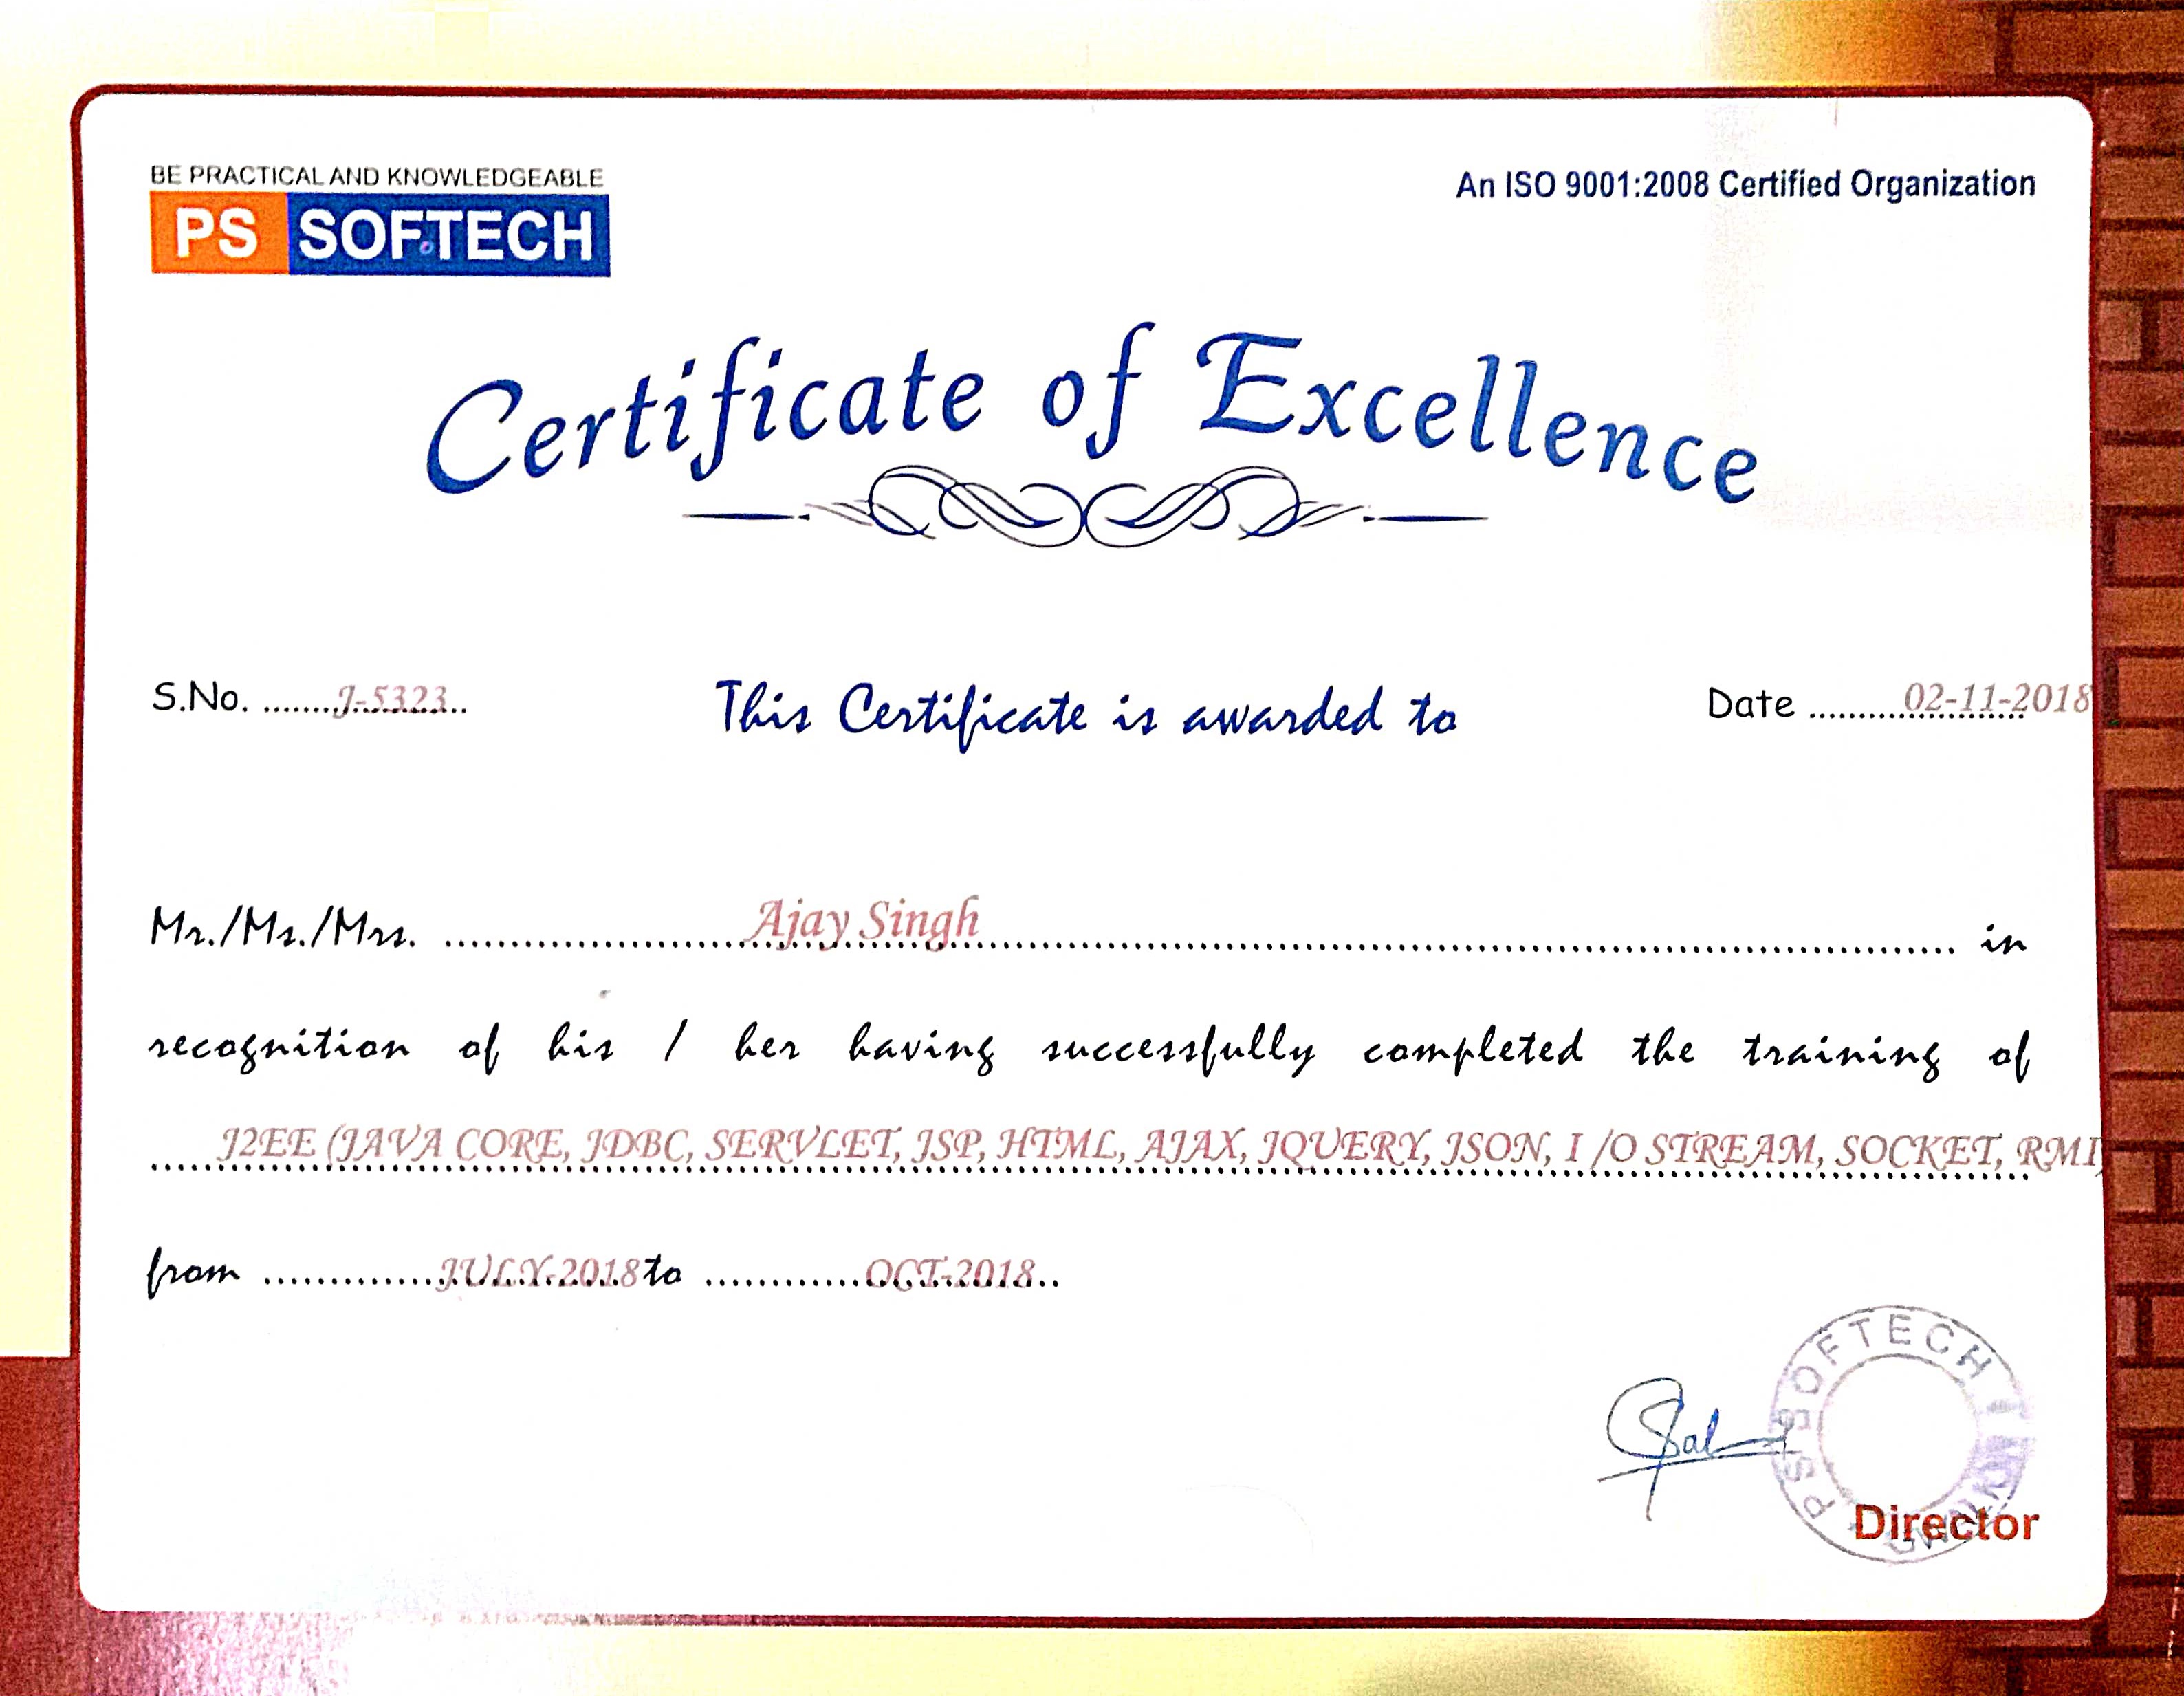 BE PRACTICAL AND KNOWLEDGEABLE
PS SOFTECH
An ISO 9001:2008 Certified Organization
Certificate of Excellence
S.No. ........J-5323..
This Certificate is awarded to
Date ............02-11-2018
Mr./Ms./Mrs. ............Ajay Singh............ in
recognition of his / her having successfully completed the training of
J2EE (JAVA CORE, JDBC, SERVLET, JSP, HTML, AJAX, JQUERY, JSON, I /O STREAM, SOCKET, RMI)
from ............JULY-2018 to ............OCT-2018..
PS SOFTECH
Director